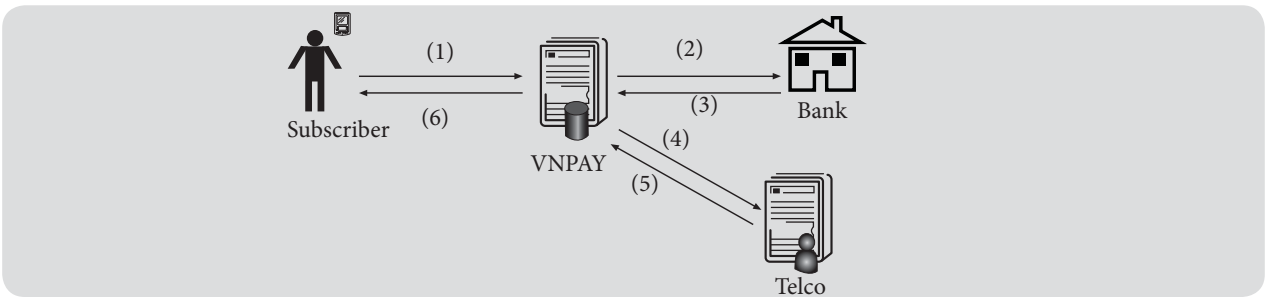 (1)
(2)
(6)
(3)
Subscriber
Bank
VNPAY
(4)
(5)
Telco